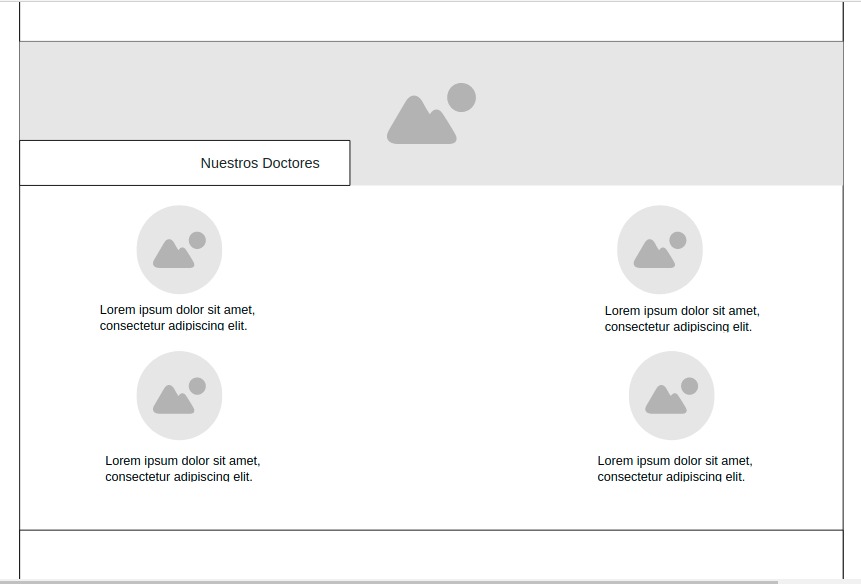 Nuestros Doctores
Lorem ipsum dolor sit amet,
consectetur adipiscing elit.
Lorem ipsum dolor sit amet,
consectetur adipiscing elit.
Lorem ipsum dolor sit amet,
consectetur adipiscing elit.
Lorem ipsum dolor sit amet,
consectetur adipiscing elit.